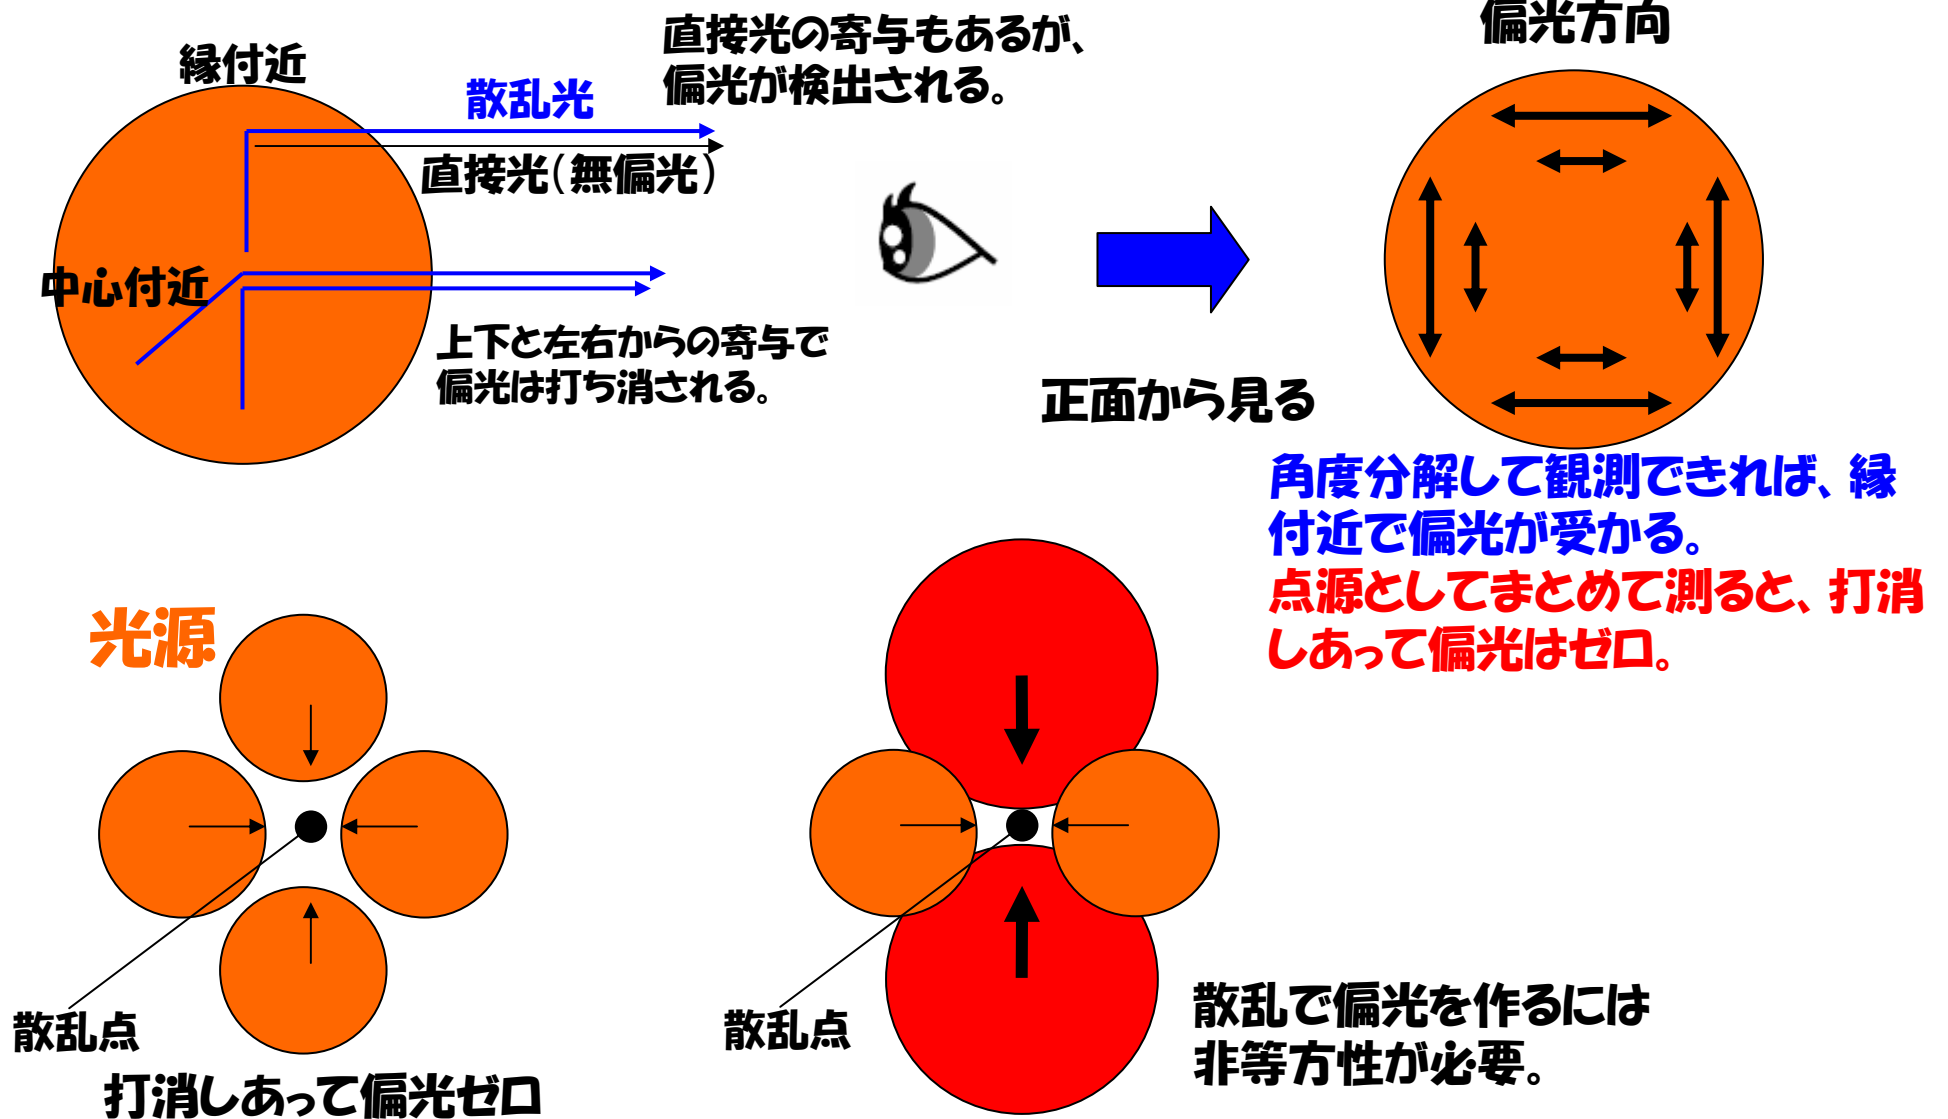 縁付近
直接光の寄与もあるが、
偏光が検出される。
偏光方向
散乱光
直接光(無偏光)
中心付近
上下と左右からの寄与で
偏光は打ち消される。
正面から見る
角度分解して観測できれば、縁
付近で偏光が受かる。
点源としてまとめて測ると、打消
しあって偏光はゼロ。
光源
散乱点
打消しあって偏光ゼロ
散乱点
散乱で偏光を作るには
非等方性が必要。